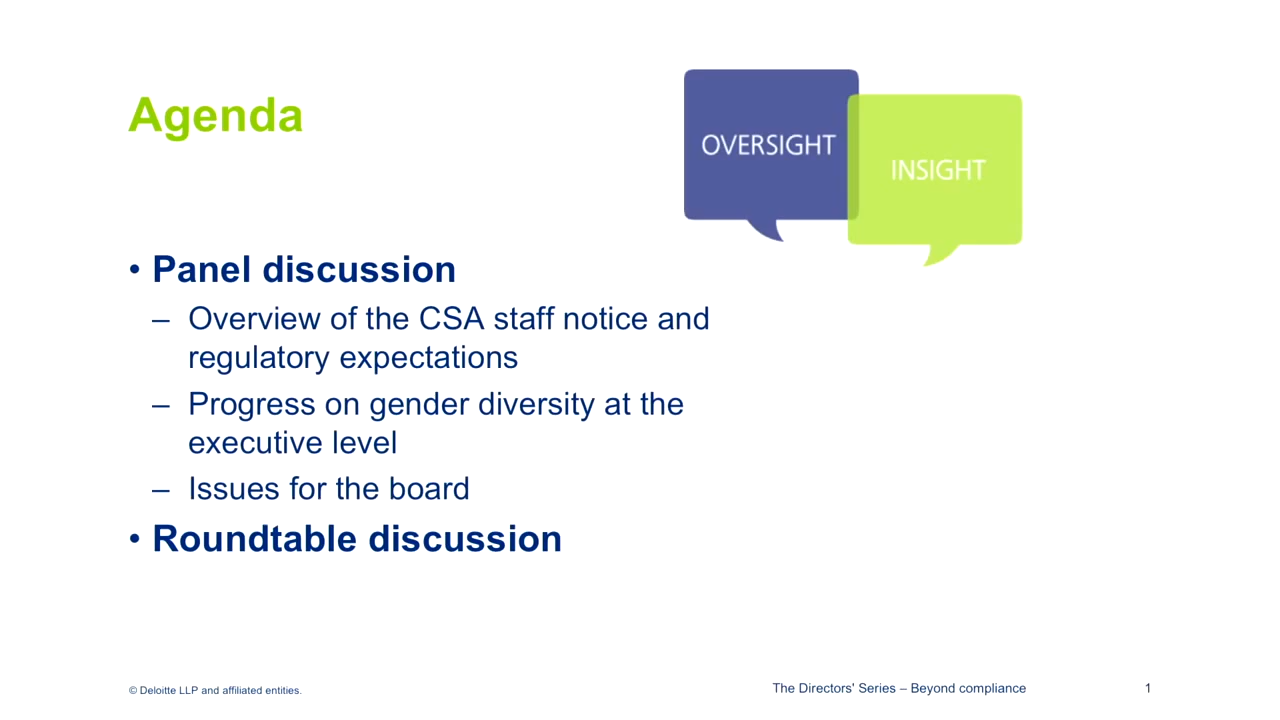 Agenda
OVERSIGHT
INSIGHT
• Panel discussion
– Overview of the CSA staff notice and
regulatory expectations
– Progress on gender diversity at the
executive level
– Issues for the board
• Roundtable discussion
© Deloitte LLP and affiliated entities.
The Directors' Series – Beyond compliance
1